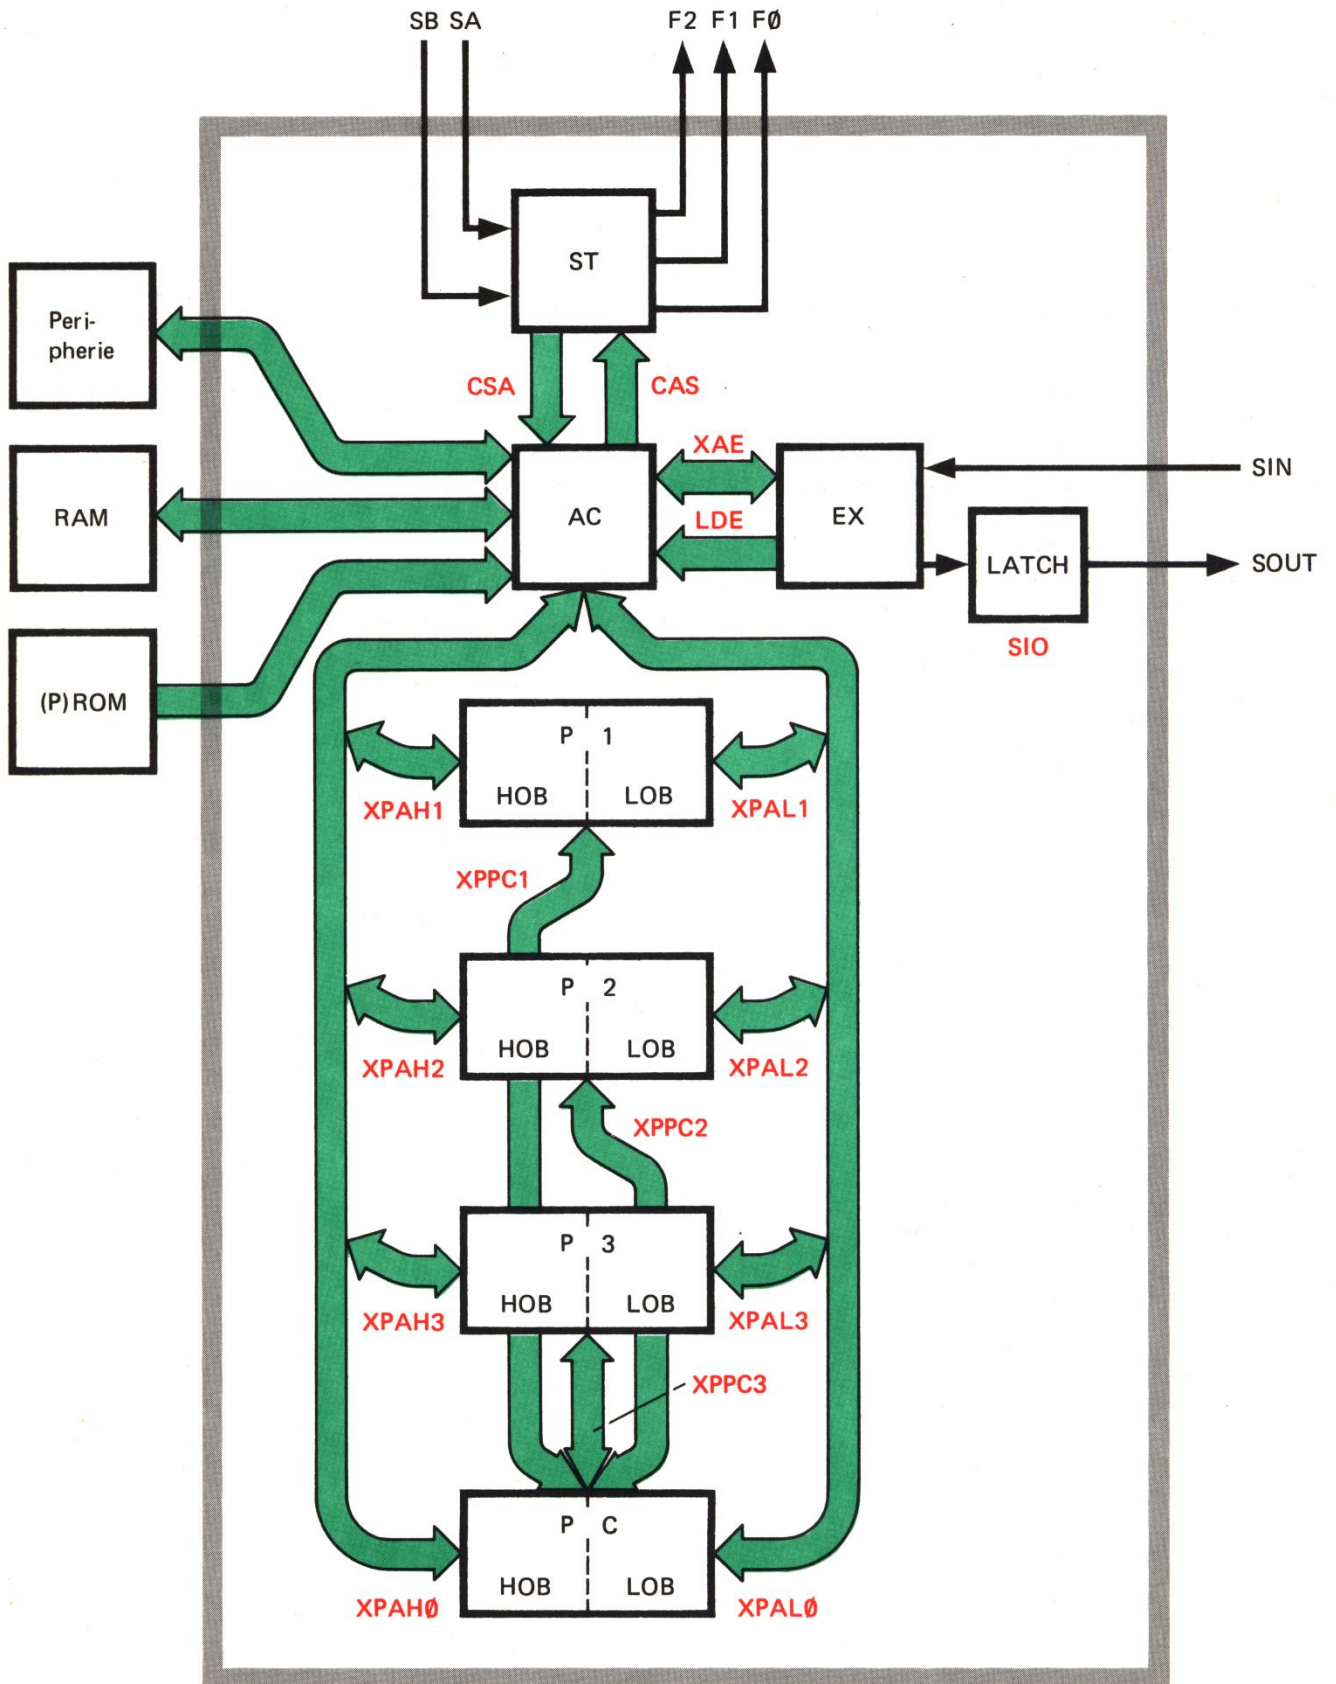 SB SA F2 F1 FØ
ST
Peri-
pherie
CSA CAS
XAE
SIN
RAM
AC
LDE
EX
LATCH
SOUT
SIO
(P)ROM
P 1
HOB LOB
XPAH1 XPAL1
XPPC1
P 2
HOB LOB
XPAH2 XPAL2
XPPC2
P 3
HOB LOB
XPAH3 XPAL3
XPPC3
P C
HOB LOB
XPAHØ XPALØ